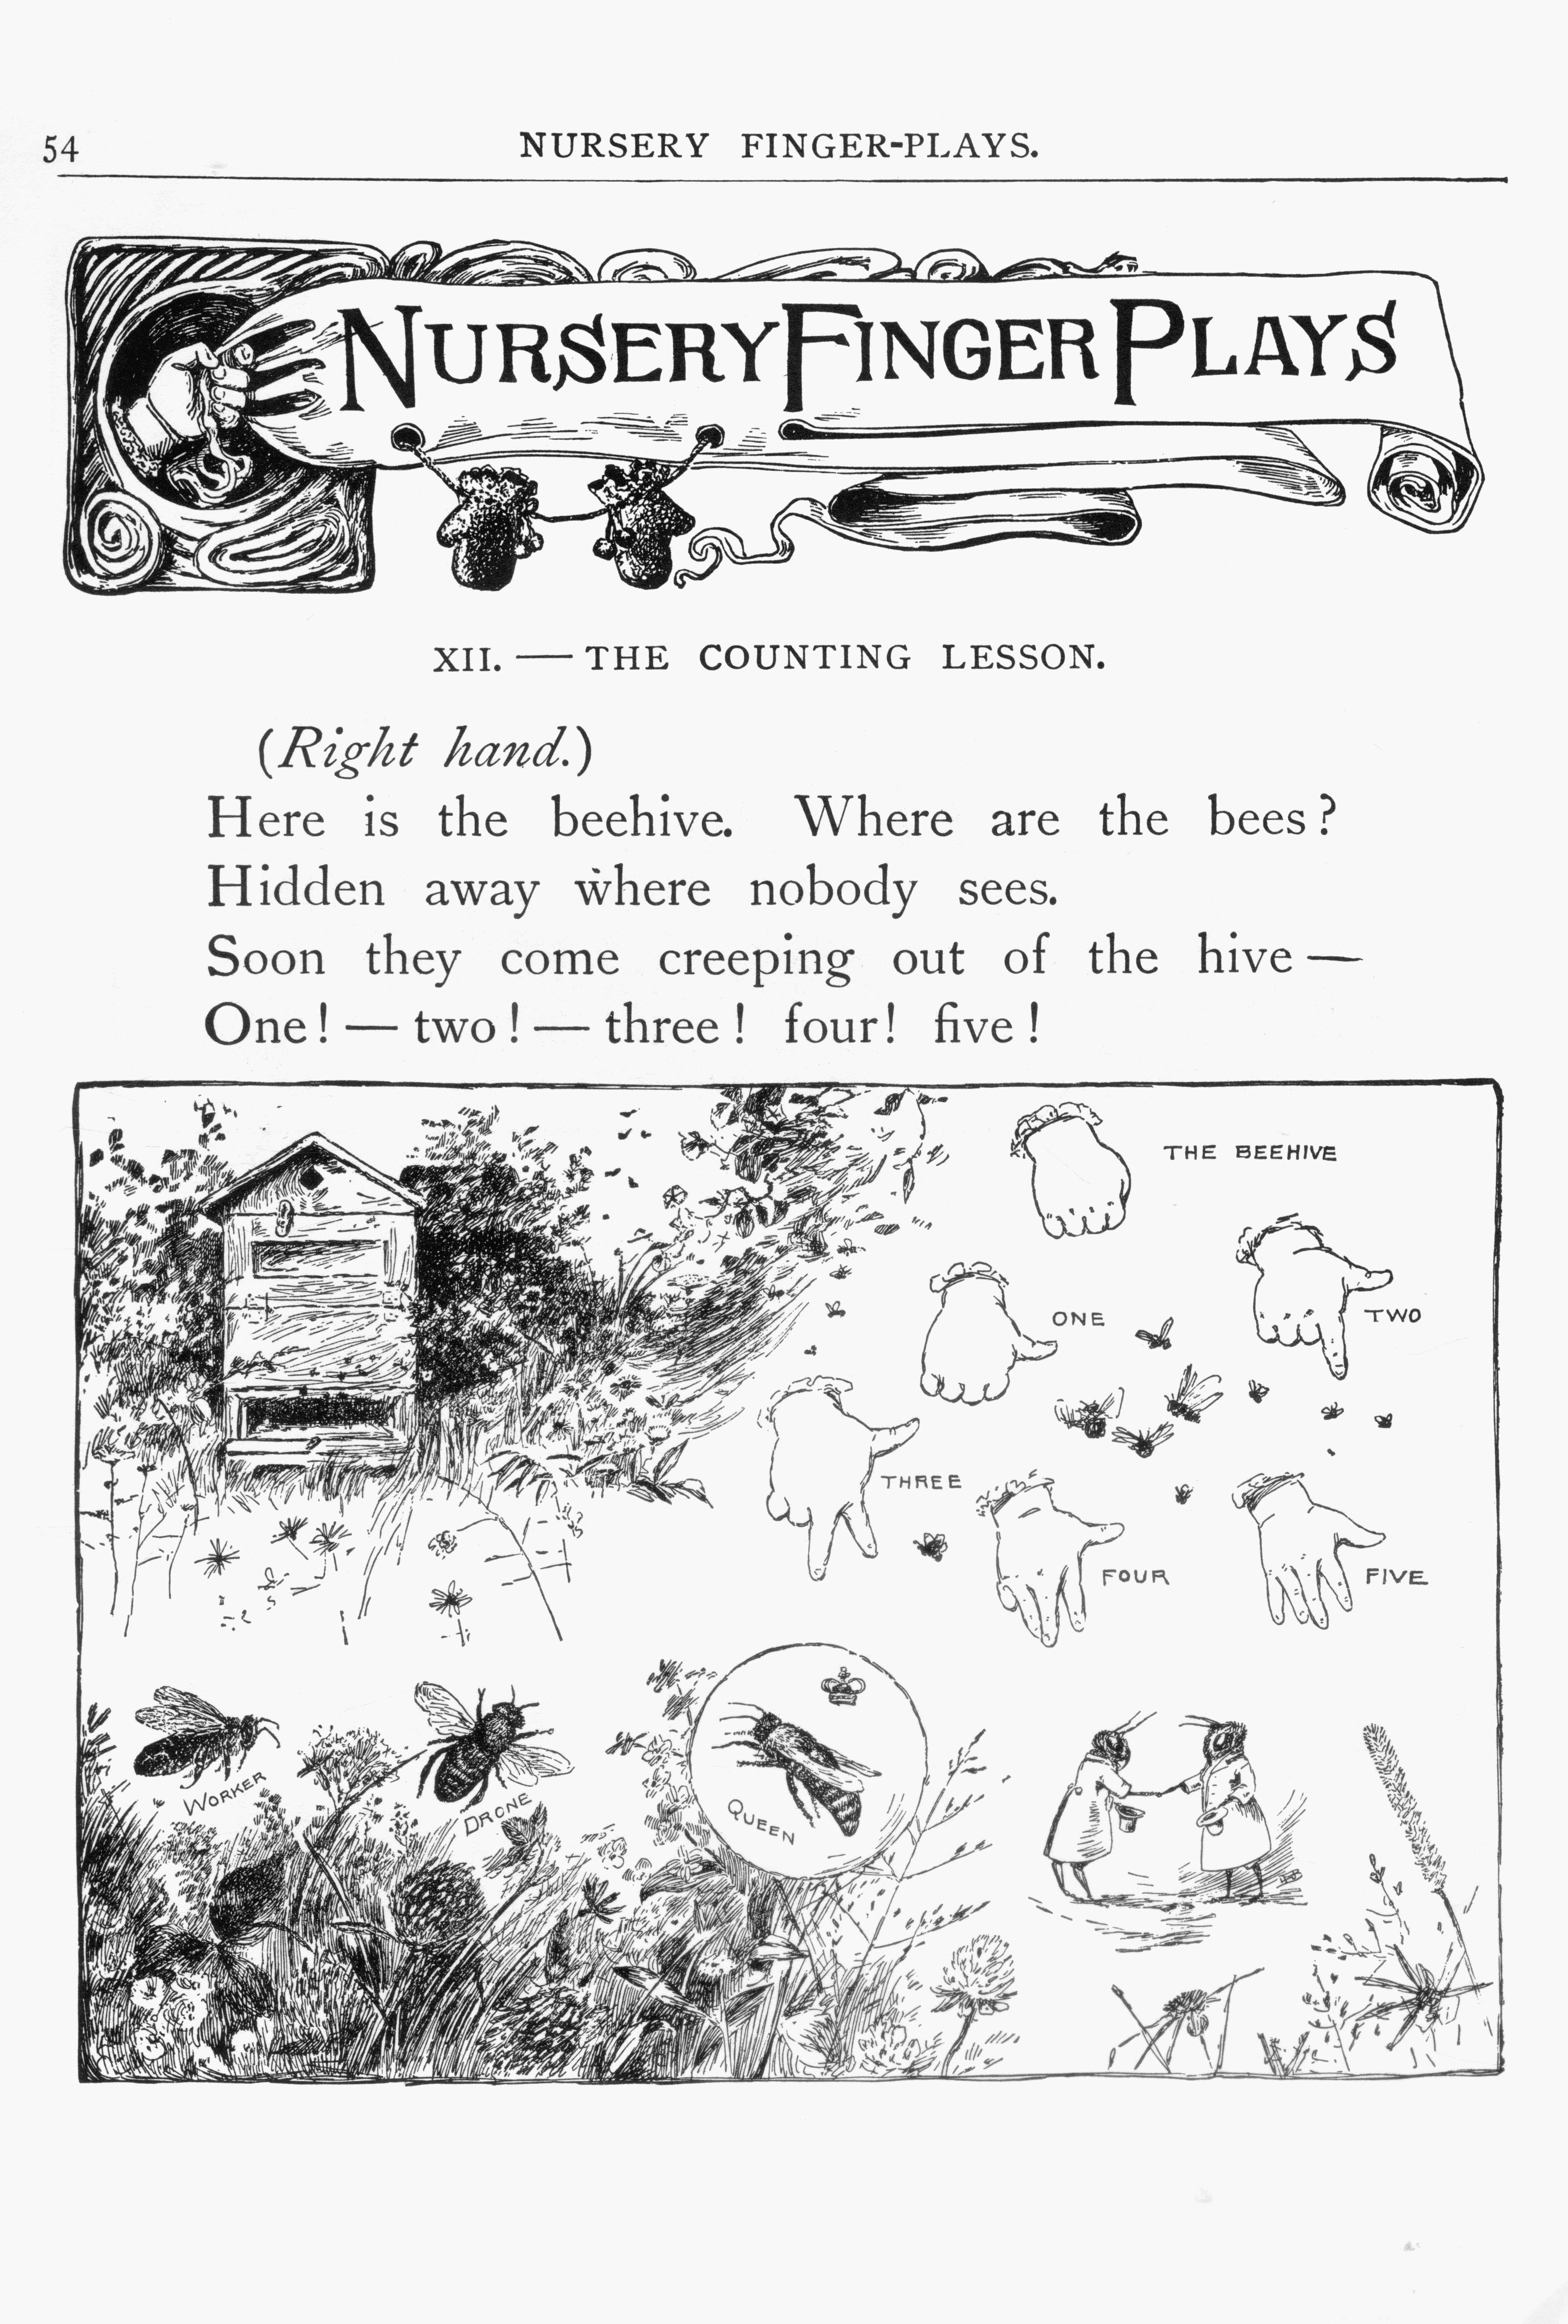 54
NURSERY FINGER-PLAYS.
NURSERY FINGER PLAYS
XII. — THE COUNTING LESSON.
(Right hand.)
Here is the beehive. Where are the bees?
Hidden away where nobody sees.
Soon they come creeping out of the hive —
One! — two! — three! four! five!
THE BEEHIVE
ONE
TWO
THREE
FOUR
FIVE
WORKER
DRONE
QUEEN